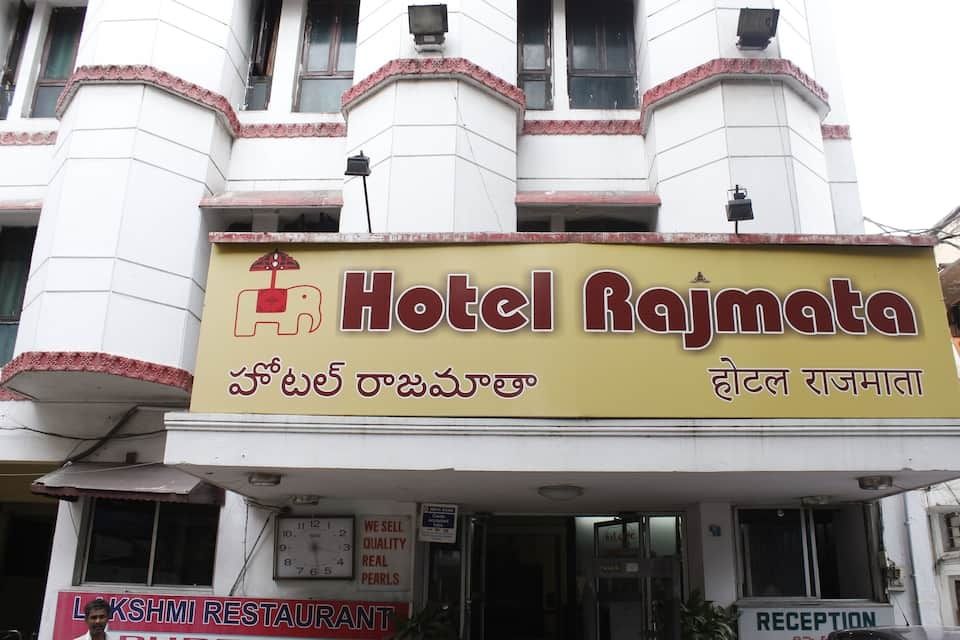 Hotel Rajmata
హోటల్ రాజమాతా
होटल राजमाता
WE SELL
QUALITY
REAL
PEARLS
LAKSHMI RESTAURANT
RECEPTION